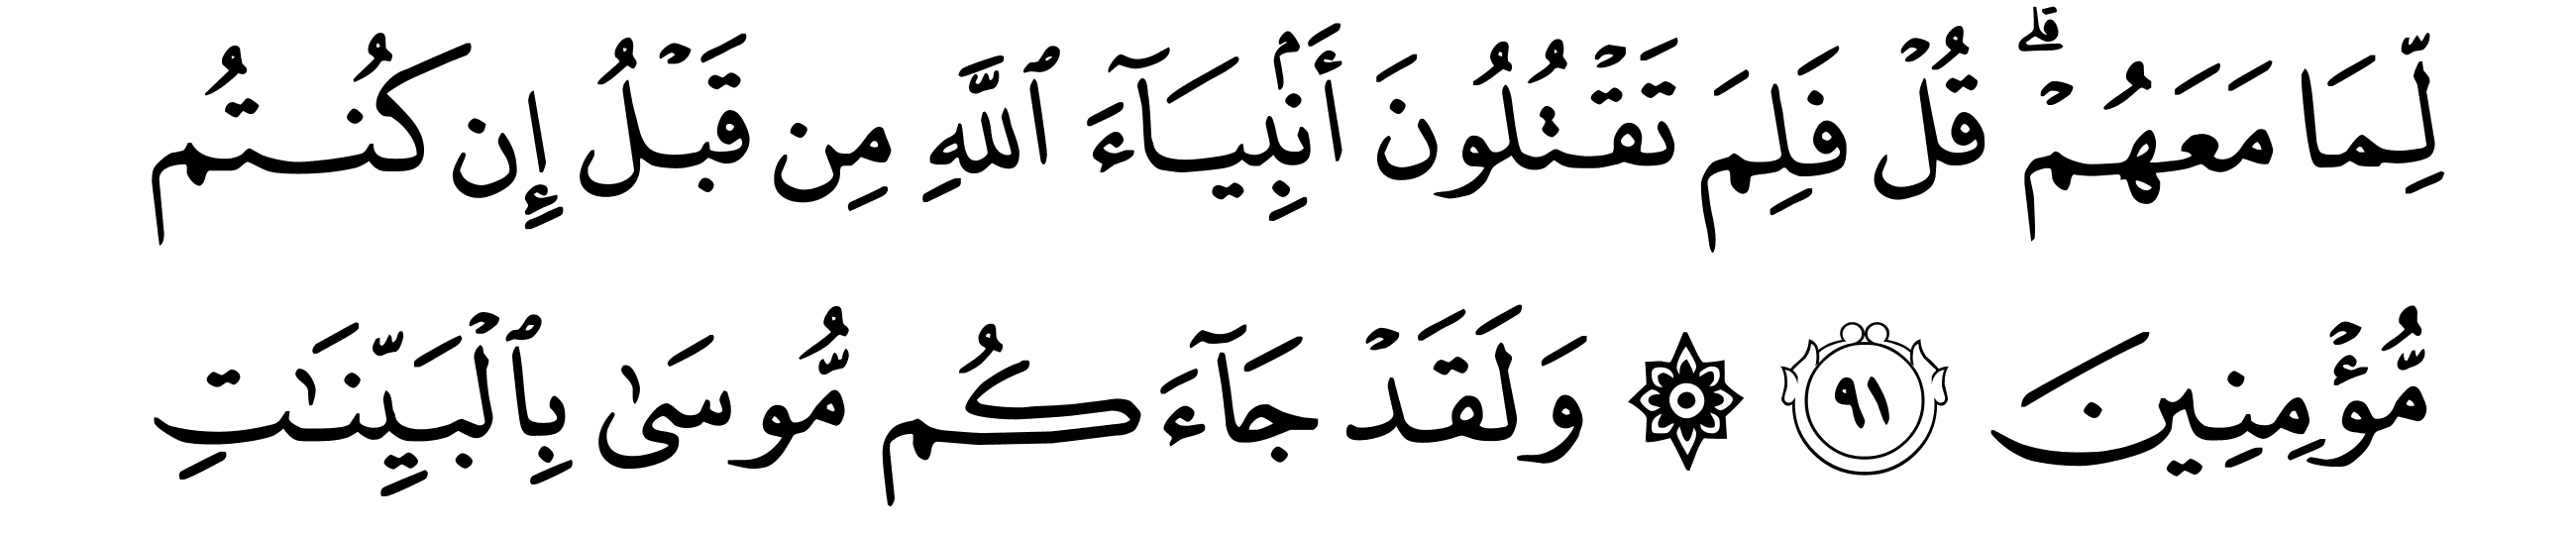 لِّمَا مَعَهُمۡۗ قُلۡ فَلِمَ تَقۡتُلُونَ أَنۢبِيَآءَ ٱللَّهِ مِن قَبۡلُ إِن كُنتُم
مُّؤۡمِنِينَ ٩١ ۞ وَلَقَدۡ جَآءَكُم مُّوسَىٰ بِٱلۡبَيِّنَٰتِ